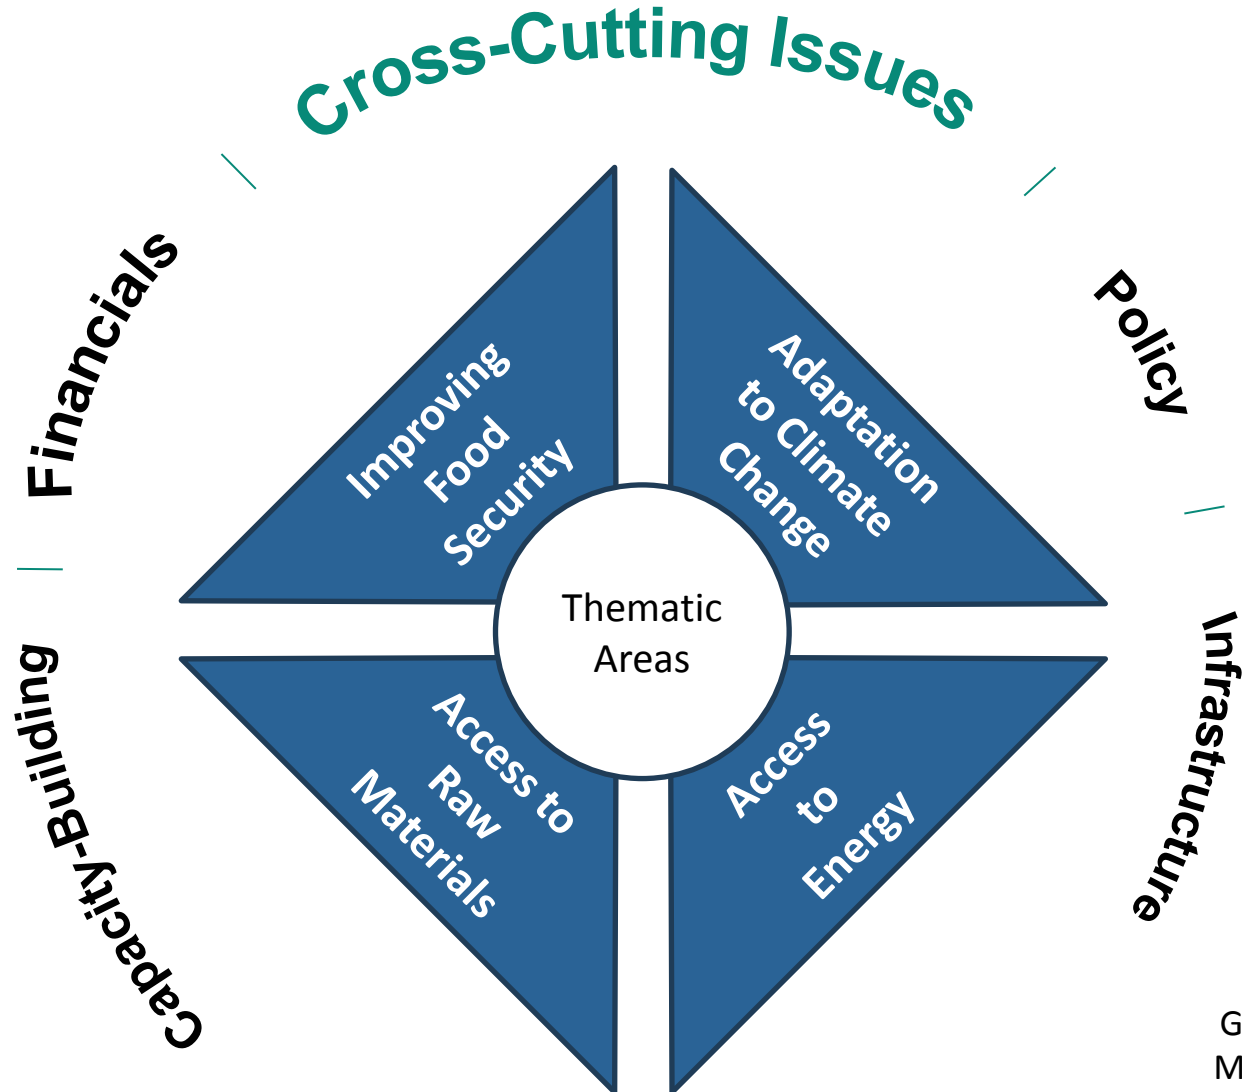 Cross-Cutting Issues
Financials
Policy
Improving
Food
Security
Adaptation
to Climate
Change
Thematic
Areas
Capacity-Building
Infrastructure
Access to
Raw
Materials
Access
to
Energy
G
M